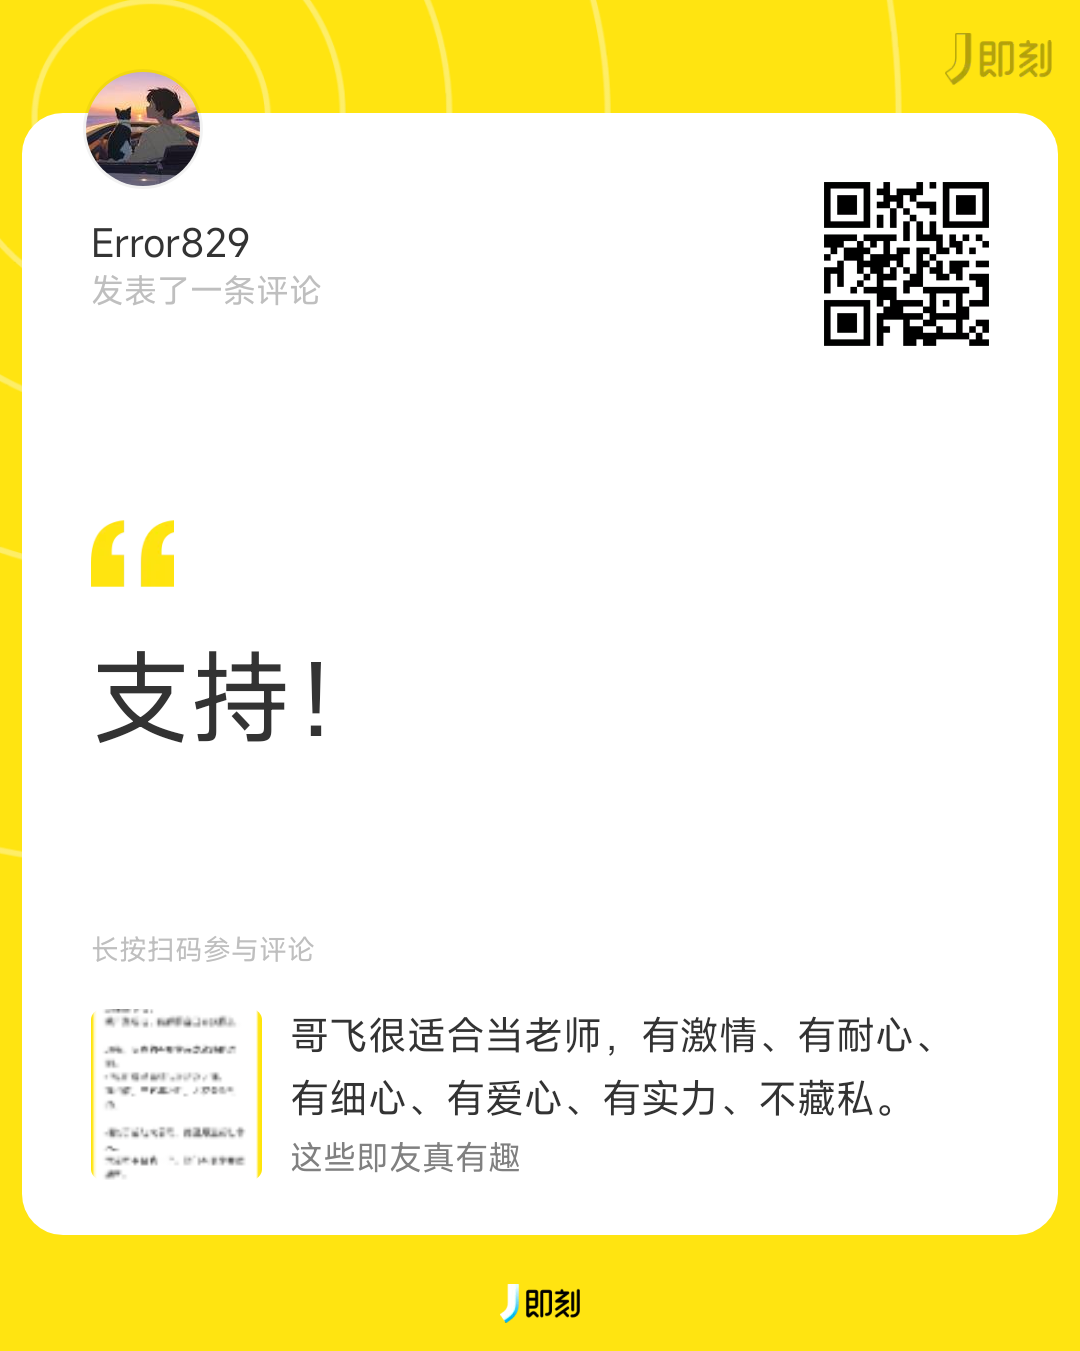 即刻
Error829
发表了一条评论
支持！
长按扫码参与评论
哥飞很适合当老师，有激情、有耐心、
有细心、有爱心、有实力、不藏私。
这些即友真有趣
即刻